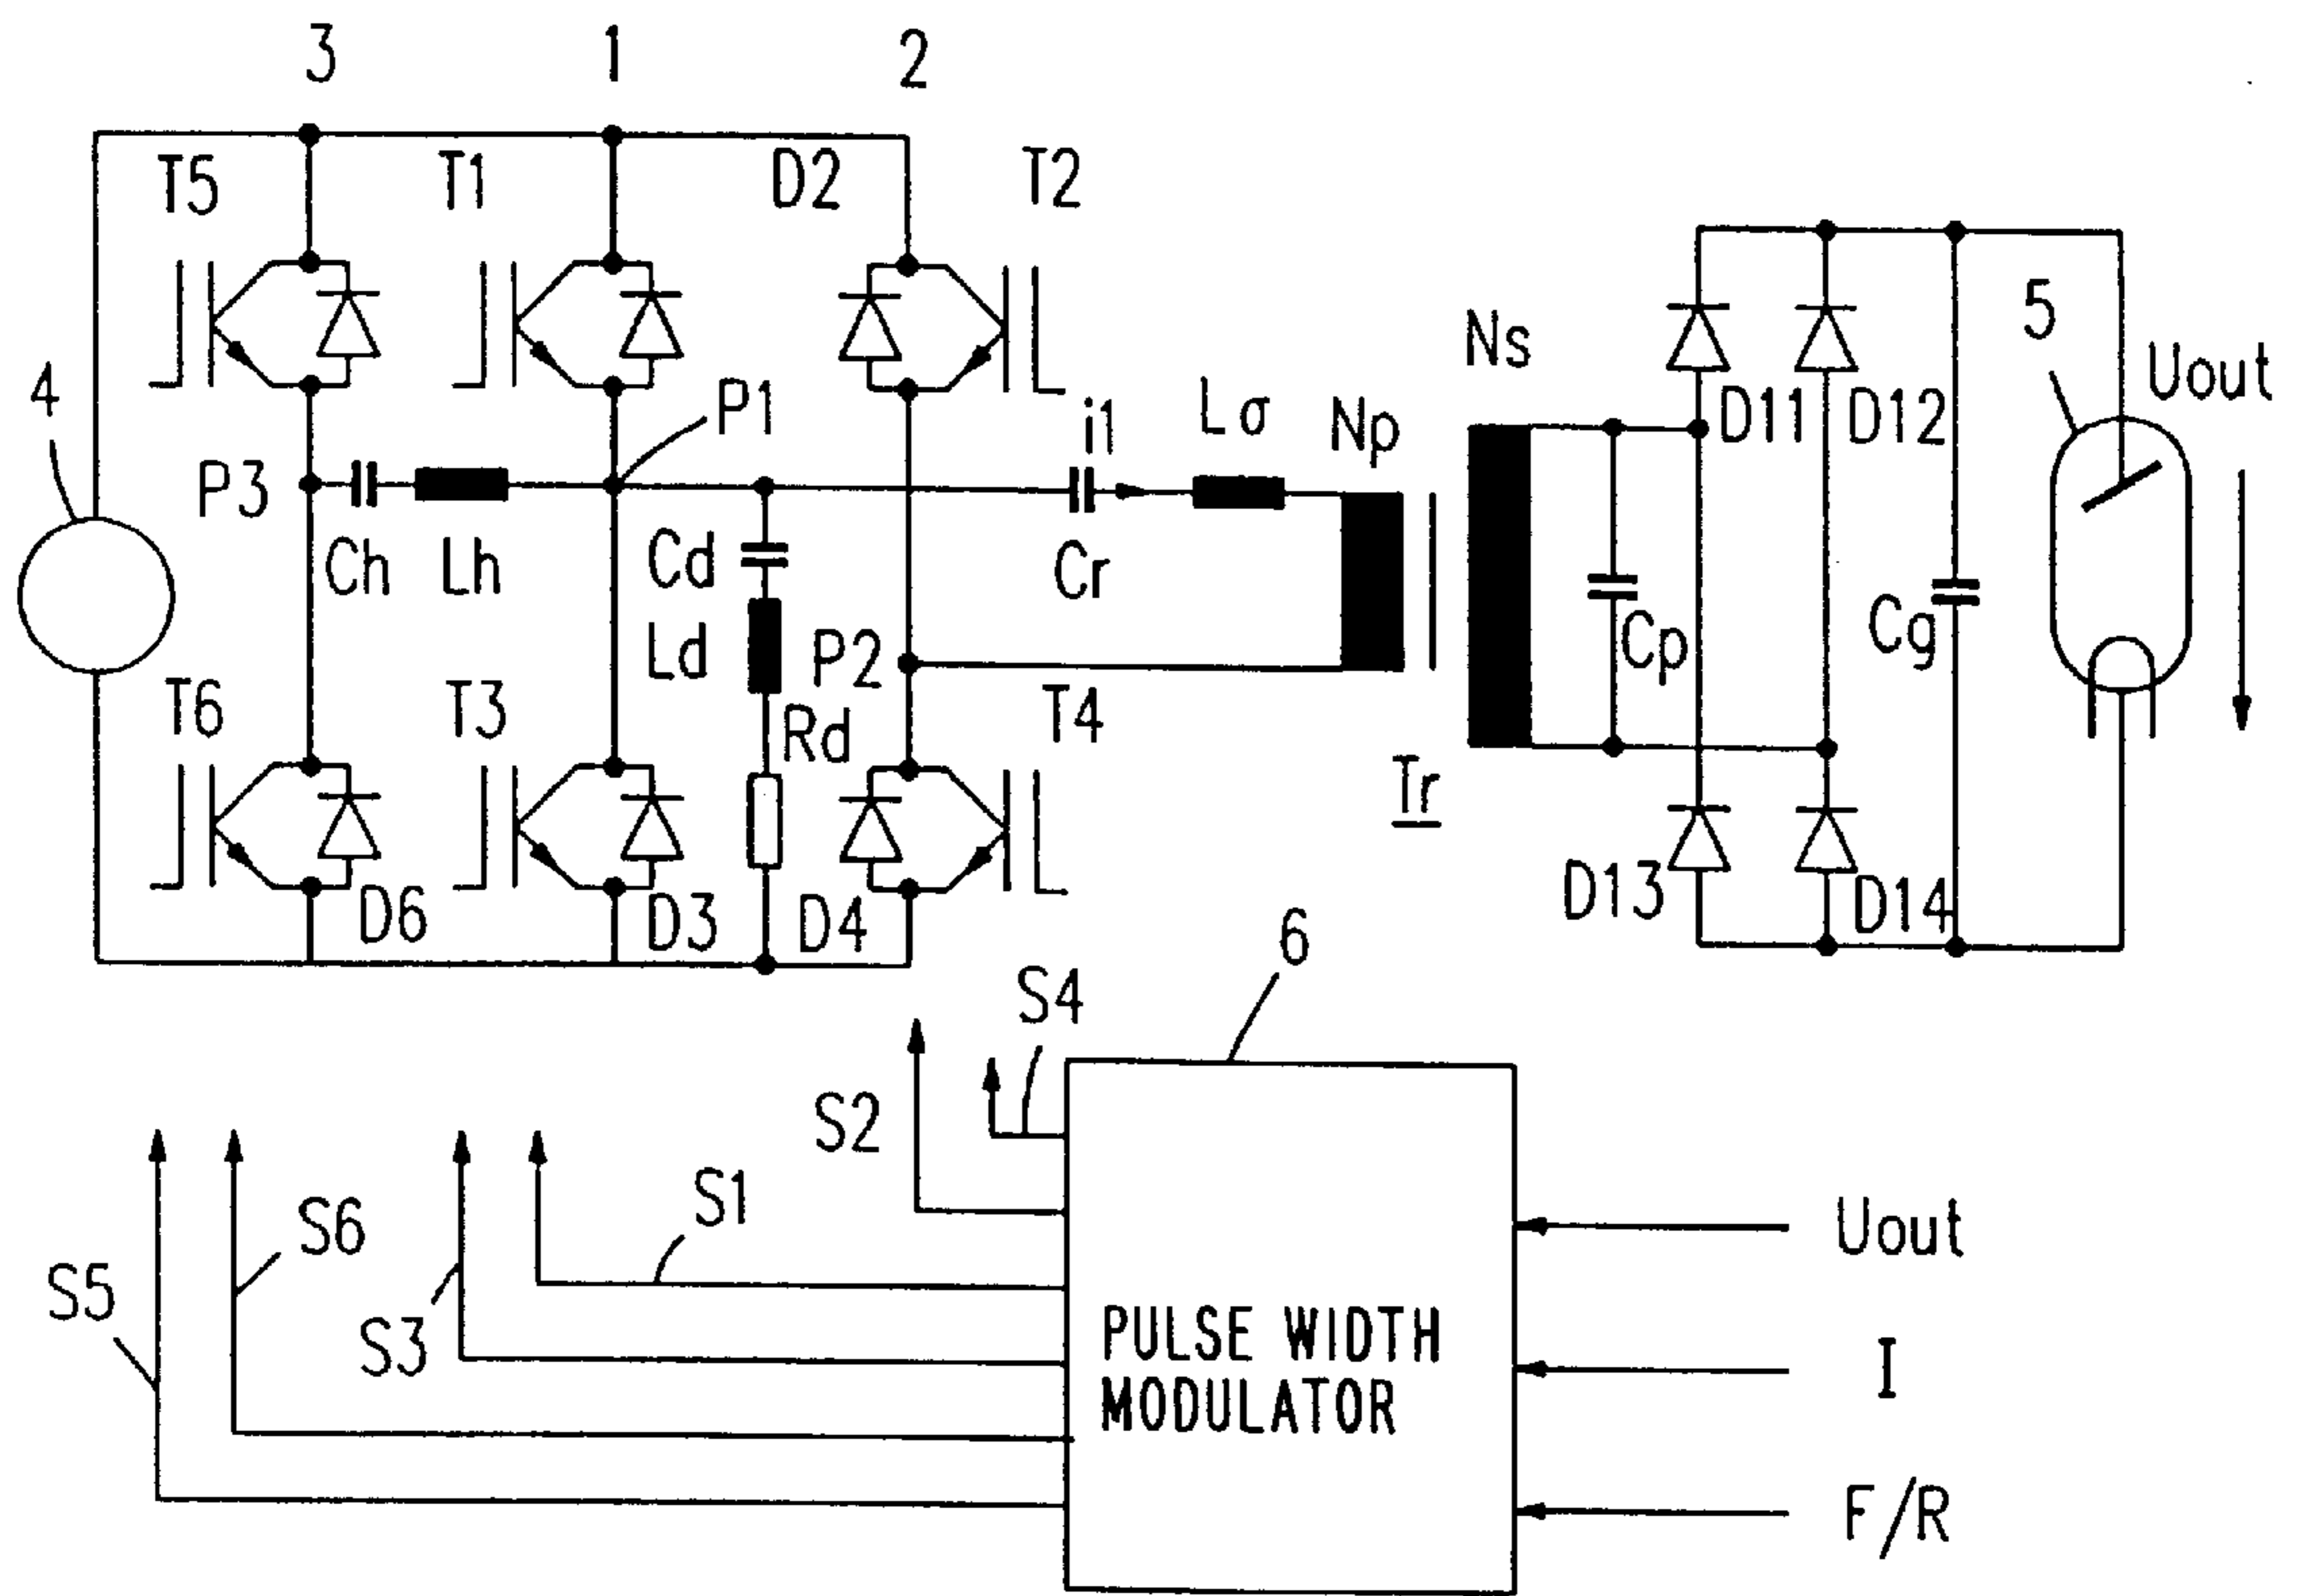 3 1 2
T5 T1 D2 T2
4 P3 P1 i1 Lσ Np Ns D11 D12 5 Uout
Ch Lh Cd Cr
Ld P2 Cp Cg
T6 T3 Rd T4 Tr
D6 D3 D4 D13 D14
6
S4
S2
S1
S6
S5 S3
PULSE WIDTH
MODULATOR
Uout
I
F/R